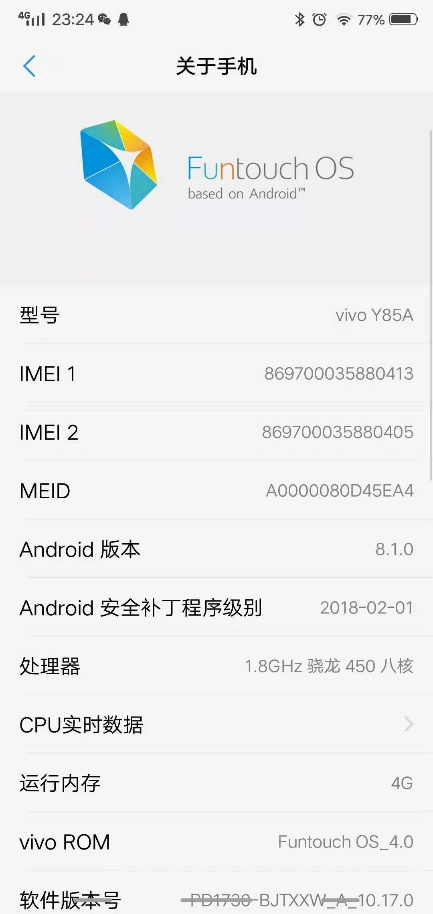 4G 23:24 77%
关于手机
Funtouch OS
based on Android™
型号 vivo Y85A
IMEI 1 869700035880413
IMEI 2 869700035880405
MEID A0000080D45EA4
Android 版本 8.1.0
Android 安全补丁程序级别 2018-02-01
处理器 1.8GHz 骁龙 450 八核
CPU实时数据
运行内存 4G
vivo ROM Funtouch OS_4.0
软件版本号 PD1730-BJTXXW_A_10.17.0